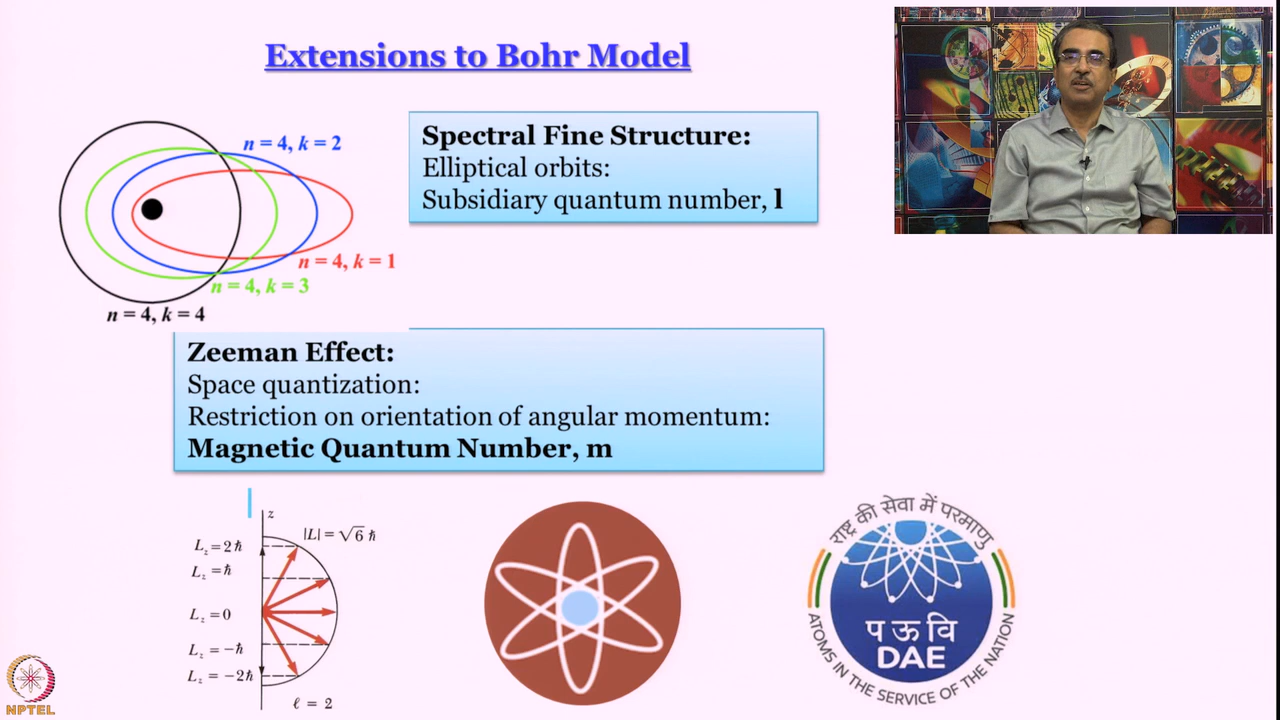 Extensions to Bohr Model
n = 4, k = 2
n = 4, k = 1
n = 4, k = 3
n = 4, k = 4
Spectral Fine Structure:
Elliptical orbits:
Subsidiary quantum number, l
Zeeman Effect:
Space quantization:
Restriction on orientation of angular momentum:
Magnetic Quantum Number, m
z
|L| = √6 ℏ
L_z = 2ℏ
L_z = ℏ
L_z = 0
L_z = −ℏ
L_z = −2ℏ
ℓ = 2
राष्ट्र की सेवा में परमाणु
प ऊ वि
DAE
ATOMS IN THE SERVICE OF THE NATION
NPTEL